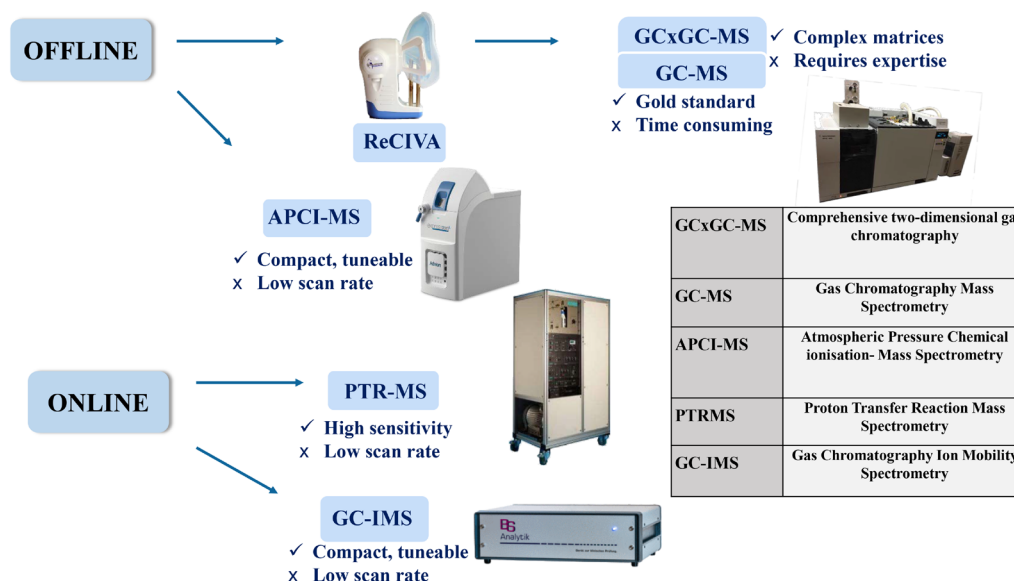 OFFLINE
ReCIVA
GCxGC-MS
✓ Complex matrices
x Requires expertise
GC-MS
✓ Gold standard
x Time consuming
APCI-MS
✓ Compact, tuneable
x Low scan rate
ONLINE
PTR-MS
✓ High sensitivity
x Low scan rate
GC-IMS
✓ Compact, tuneable
x Low scan rate
B&S
Analytik
GCxGC-MS
Comprehensive two-dimensional ga
chromatography
GC-MS
Gas Chromatography Mass
Spectrometry
APCI-MS
Atmospheric Pressure Chemical
ionisation- Mass Spectrometry
PTRMS
Proton Transfer Reaction Mass
Spectrometry
GC-IMS
Gas Chromatography Ion Mobility
Spectrometry